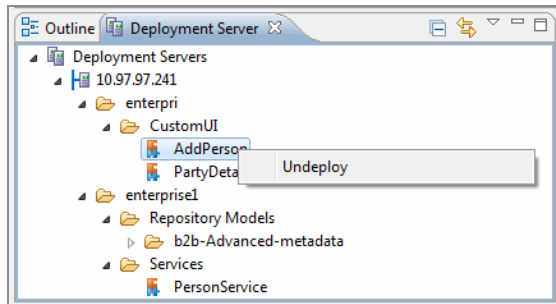 Outline Deployment Server
Deployment Servers
10.97.97.241
enterpri
CustomUI
AddPerson
Undeploy
PartyDeta
enterprise1
Repository Models
b2b-Advanced-metadata
Services
PersonService